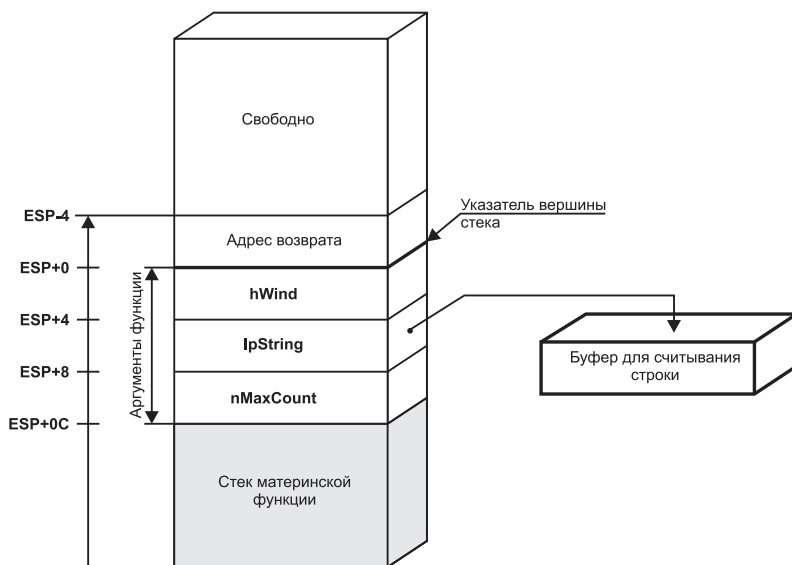 Свободно
Указатель вершины
стека
ESP-4
Адрес возврата
ESP+0
Аргументы функции
hWind
ESP+4
lpString
Буфер для считывания
строки
ESP+8
nMaxCount
ESP+0C
Стек материнской
функции